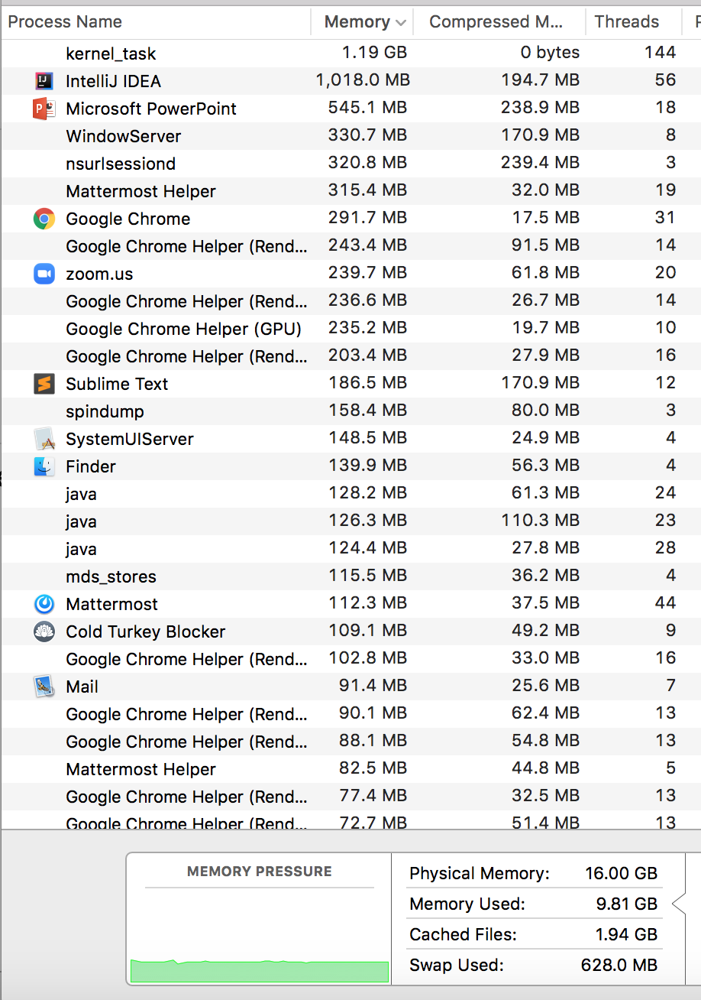 Process Name Memory Compressed M... Threads
kernel_task 1.19 GB 0 bytes 144
IntelliJ IDEA 1,018.0 MB 194.7 MB 56
Microsoft PowerPoint 545.1 MB 238.9 MB 18
WindowServer 330.7 MB 170.9 MB 8
nsurlsessiond 320.8 MB 239.4 MB 3
Mattermost Helper 315.4 MB 32.0 MB 19
Google Chrome 291.7 MB 17.5 MB 31
Google Chrome Helper (Rend... 243.4 MB 91.5 MB 14
zoom.us 239.7 MB 61.8 MB 20
Google Chrome Helper (Rend... 236.6 MB 26.7 MB 14
Google Chrome Helper (GPU) 235.2 MB 19.7 MB 10
Google Chrome Helper (Rend... 203.4 MB 27.9 MB 16
Sublime Text 186.5 MB 170.9 MB 12
spindump 158.4 MB 80.0 MB 3
SystemUIServer 148.5 MB 24.9 MB 4
Finder 139.9 MB 56.3 MB 4
java 128.2 MB 61.3 MB 24
java 126.3 MB 110.3 MB 23
java 124.4 MB 27.8 MB 28
mds_stores 115.5 MB 36.2 MB 4
Mattermost 112.3 MB 37.5 MB 44
Cold Turkey Blocker 109.1 MB 49.2 MB 9
Google Chrome Helper (Rend... 102.8 MB 33.0 MB 16
Mail 91.4 MB 25.6 MB 7
Google Chrome Helper (Rend... 90.1 MB 62.4 MB 13
Google Chrome Helper (Rend... 88.1 MB 54.8 MB 13
Mattermost Helper 82.5 MB 44.8 MB 5
Google Chrome Helper (Rend... 77.4 MB 32.5 MB 13
Google Chrome Helper (Rend... 72.7 MB 51.4 MB 13
MEMORY PRESSURE
Physical Memory: 16.00 GB
Memory Used: 9.81 GB
Cached Files: 1.94 GB
Swap Used: 628.0 MB